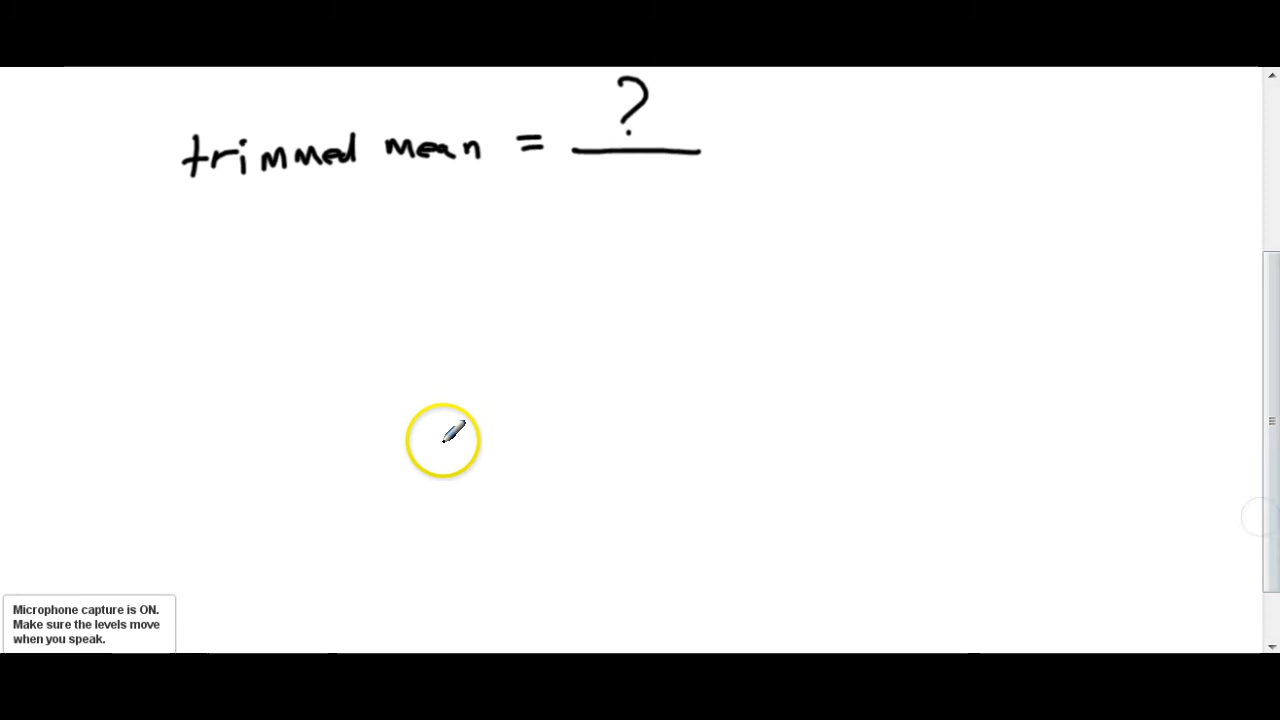 trimmed mean = ?
Microphone capture is ON.
Make sure the levels move
when you speak.